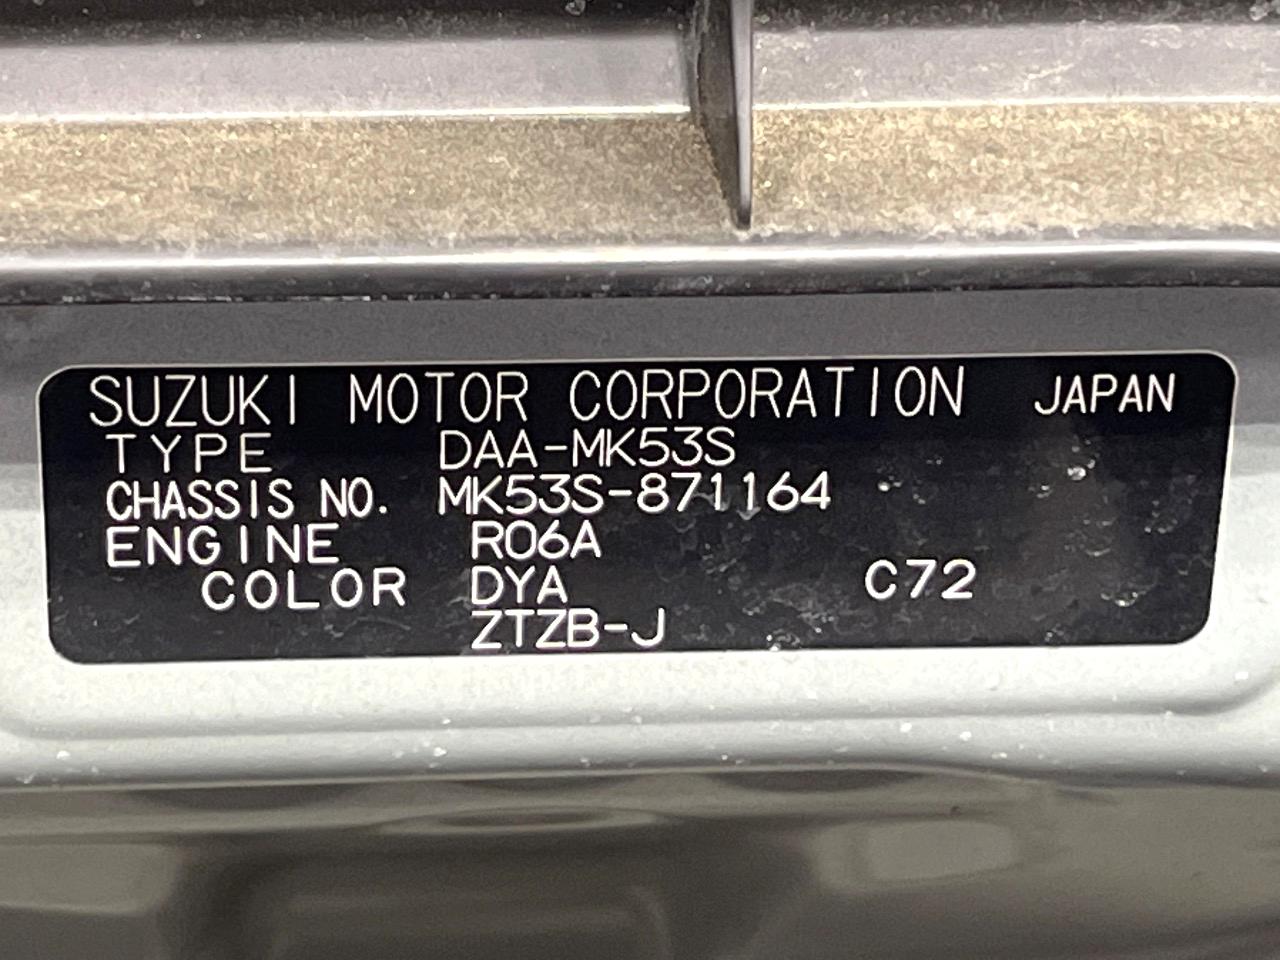 SUZUKI MOTOR CORPORATION JAPAN
TYPE DAA-MK53S
CHASSIS NO. MK53S-871164
ENGINE R06A
COLOR DYA C72
ZTZB-J